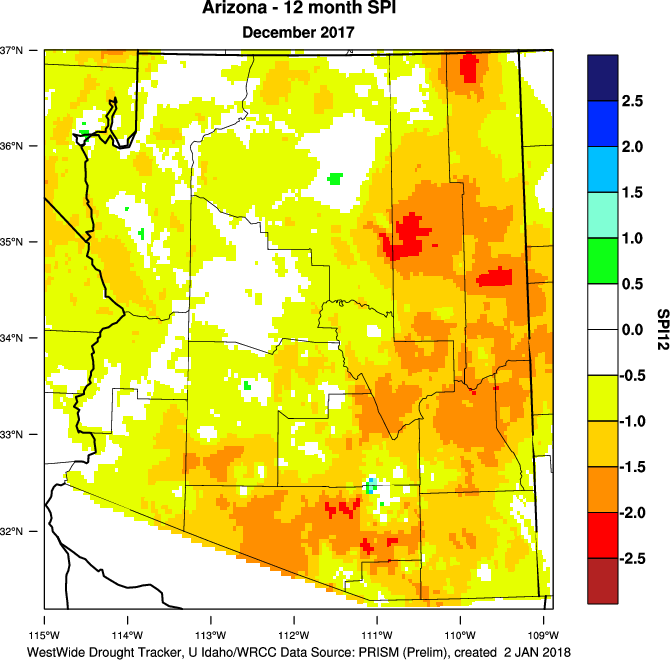 Arizona - 12 month SPI
December 2017
37°N
36°N
35°N
34°N
33°N
32°N
115°W 114°W 113°W 112°W 111°W 110°W 109°W
2.5
2.0
1.5
1.0
0.5
0.0
-0.5
-1.0
-1.5
-2.0
-2.5
SPI12
WestWide Drought Tracker, U Idaho/WRCC Data Source: PRISM (Prelim), created 2 JAN 2018